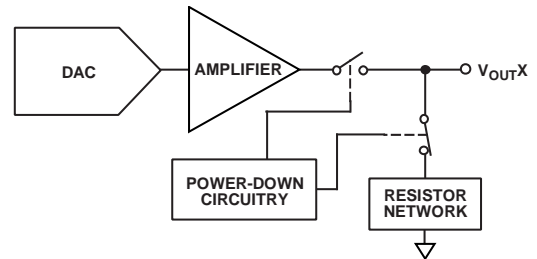 DAC
AMPLIFIER
VOUTX
POWER-DOWN
CIRCUITRY
RESISTOR
NETWORK